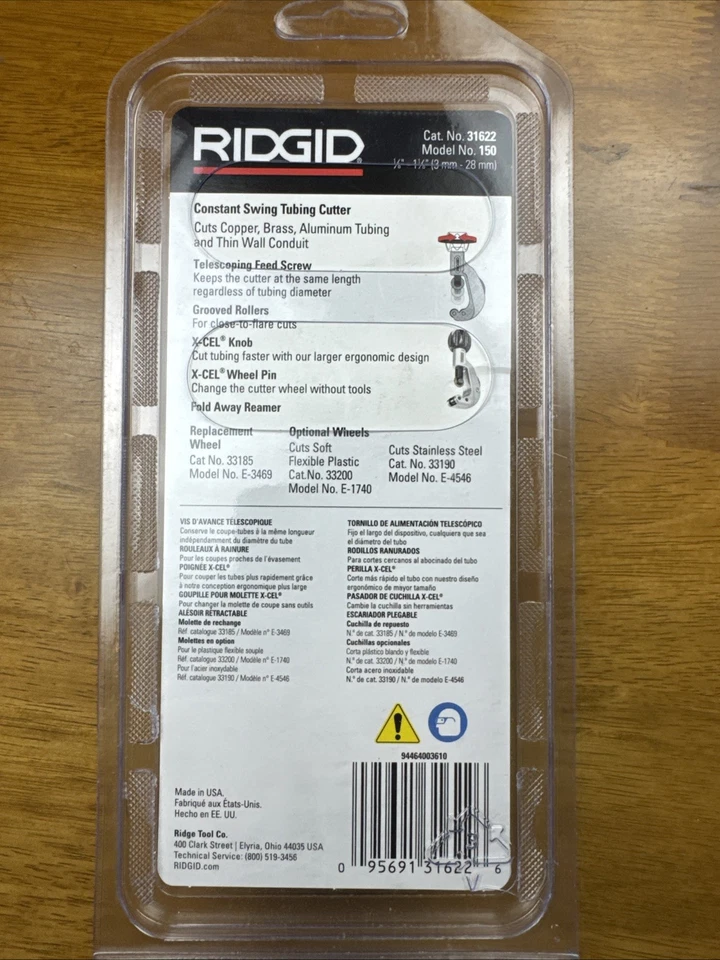 RIDGID®
Cat. No. 31622
Model No. 150
⅛" - 1⅛" (3 mm - 28 mm)
Constant Swing Tubing Cutter
Cuts Copper, Brass, Aluminum Tubing
and Thin Wall Conduit
Telescoping Feed Screw
Keeps the cutter at the same length
regardless of tubing diameter
Grooved Rollers
For close-to-flare cuts
X-CEL® Knob
Cut tubing faster with our larger ergonomic design
X-CEL® Wheel Pin
Change the cutter wheel without tools
Fold Away Reamer
Replacement
Wheel
Cat No. 33185
Model No. E-3469
Optional Wheels
Cuts Soft
Flexible Plastic
Cat.No. 33200
Model No. E-1740
Cuts Stainless Steel
Cat. No. 33190
Model No. E-4546
VIS D'AVANCE TÉLESCOPIQUE
Conserve le coupe-tubes à la même longueur
indépendamment du diamètre du tube
ROULEAUX À RAINURE
Pour les coupes proches de l'évasement
POIGNÉE X-CEL®
Pour couper les tubes plus rapidement grâce
à notre conception ergonomique plus large
GOUPILLE POUR MOLETTE X-CEL®
Pour changer la molette de coupe sans outils
ALÉSOIR RÉTRACTABLE
Molette de rechange
Réf. catalogue 33185 / Modèle n° E-3469
Molettes en option
Pour le plastique flexible souple
Réf. catalogue 33200 / Modèle n° E-1740
Pour l'acier inoxydable
Réf. catalogue 33190 / Modèle n° E-4546
TORNILLO DE ALIMENTACIÓN TELESCÓPICO
Fijo el largo del dispositivo, cualquiera que sea
el diámetro del tubo
RODILLOS RANURADOS
Para cortes cercanos al abocinado del tubo
PERILLA X-CEL®
Corte más rápido el tubo con nuestro diseño
ergonómico de mayor tamaño
PASADOR DE CUCHILLA X-CEL®
Cambie la cuchilla sin herramientas
ESCARIADOR PLEGABLE
Cuchilla de repuesto
N.° de cat. 33185 / N.° de modelo E-3469
Cuchillas opcionales
Corta plástico blando y flexible
N.° de cat. 33200 / N.° de modelo E-1740
Corta acero inoxidable
N.° de cat. 33190 / N.° de modelo E-4546
94464003610
Made in USA.
Fabriqué aux États-Unis.
Hecho en EE. UU.
Ridge Tool Co.
400 Clark Street | Elyria, Ohio 44035 USA
Technical Service: (800) 519-3456
RIDGID.com
0 95691 31622 6